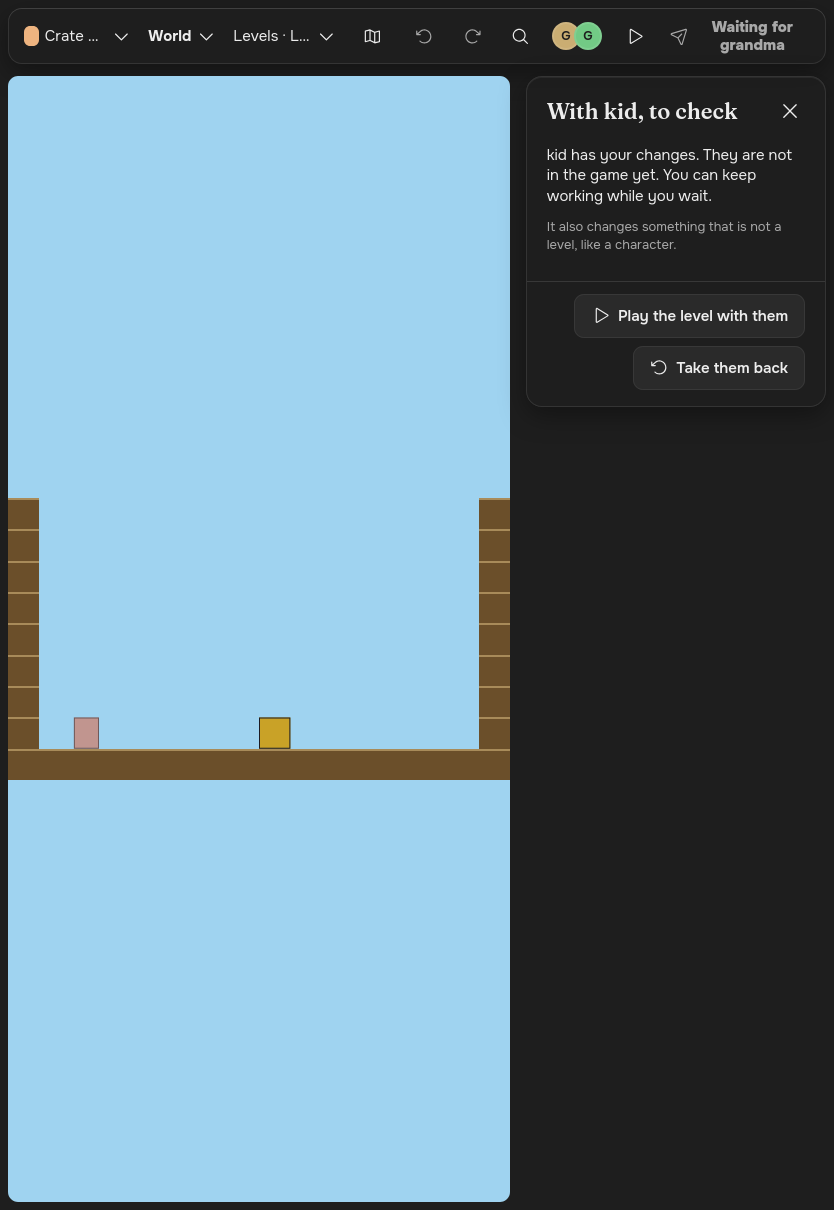 Crate ...
World
Levels · L...
G
G
Waiting for
grandma
With kid, to check
kid has your changes. They are not
in the game yet. You can keep
working while you wait.
It also changes something that is not a
level, like a character.
Play the level with them
Take them back